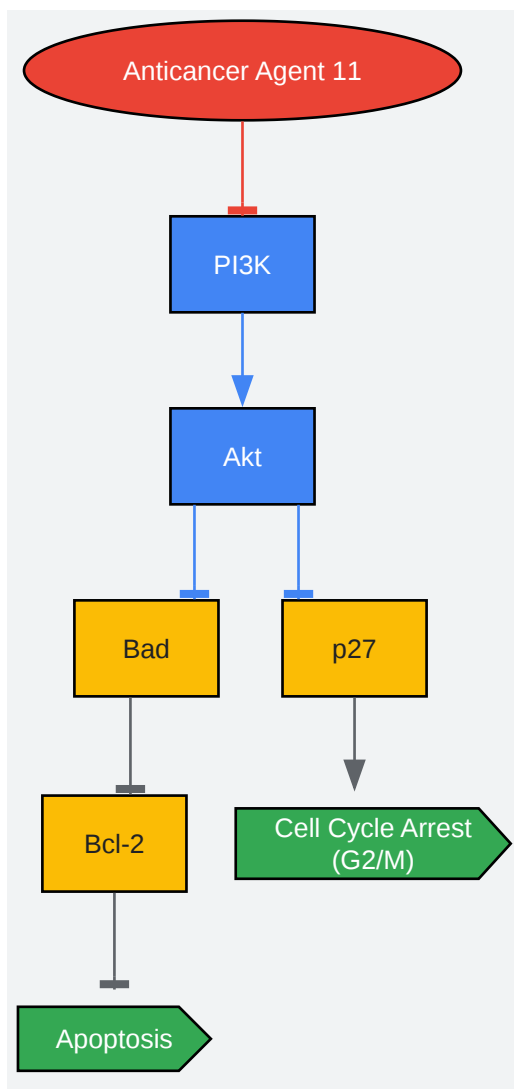 Anticancer Agent 11
PI3K
Akt
Bad
p27
Bcl-2
Cell Cycle Arrest
(G2/M)
Apoptosis